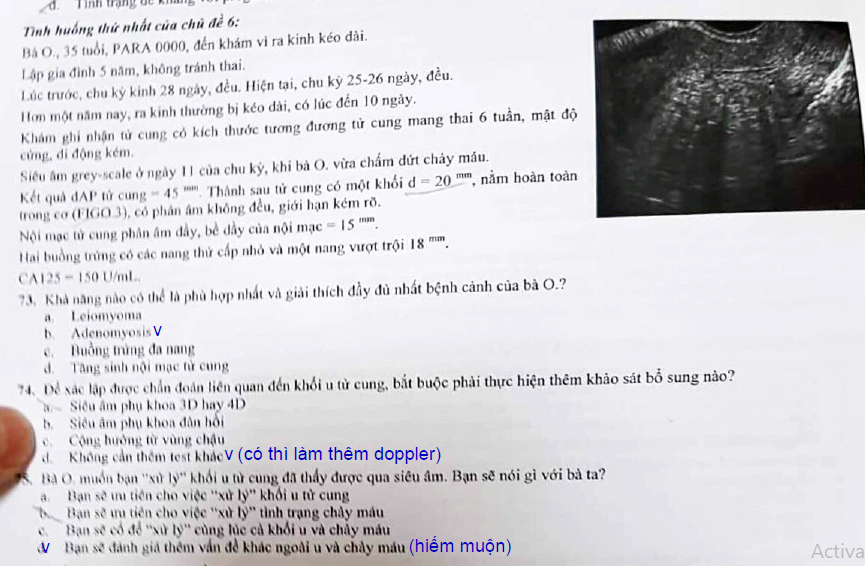 d. Tình trạng đề kháng với
Tình huống thứ nhất của chủ đề 6:
Bà O., 35 tuổi, PARA 0000, đến khám vì ra kinh kéo dài.
Lập gia đình 5 năm, không tránh thai.
Lúc trước, chu kỳ kinh 28 ngày, đều. Hiện tại, chu kỳ 25-26 ngày, đều.
Hơn một năm nay, ra kinh thường bị kéo dài, có lúc đến 10 ngày.
Khám ghi nhận tử cung có kích thước tương đương tử cung mang thai 6 tuần, mật độ
cứng, di động kém.
Siêu âm grey-scale ở ngày 11 của chu kỳ, khi bà O. vừa chấm dứt chảy máu.
Kết quả dAP tử cung = 45 mm. Thành sau tử cung có một khối d = 20 mm, nằm hoàn toàn
trong cơ (FIGO 3), có phản âm không đều, giới hạn kém rõ.
Nội mạc tử cung phản âm dầy, bề dầy của nội mạc = 15 mm.
Hai buồng trứng có các nang thứ cấp nhỏ và một nang vượt trội 18 mm.
CA125 = 150 U/mL.
73. Khả năng nào có thể là phù hợp nhất và giải thích đầy đủ nhất bệnh cảnh của bà O.?
a. Leiomyoma
b. Adenomyosis V
c. Buồng trứng đa nang
d. Tăng sinh nội mạc tử cung
74. Để xác lập được chẩn đoán liên quan đến khối u tử cung, bắt buộc phải thực hiện thêm khảo sát bổ sung nào?
a. Siêu âm phụ khoa 3D hay 4D
b. Siêu âm phụ khoa đàn hồi
c. Cộng hưởng từ vùng chậu
d. Không cần thêm test khác V (có thì làm thêm doppler)
75. Bà O. muốn bạn "xử lý" khối u tử cung đã thấy được qua siêu âm. Bạn sẽ nói gì với bà ta?
a. Bạn sẽ ưu tiên cho việc "xử lý" khối u tử cung
b. Bạn sẽ ưu tiên cho việc "xử lý" tình trạng chảy máu
c. Bạn sẽ cố để "xử lý" cùng lúc cả khối u và chảy máu
d. V Bạn sẽ đánh giá thêm vấn đề khác ngoài u và chảy máu (hiếm muộn)
Activa